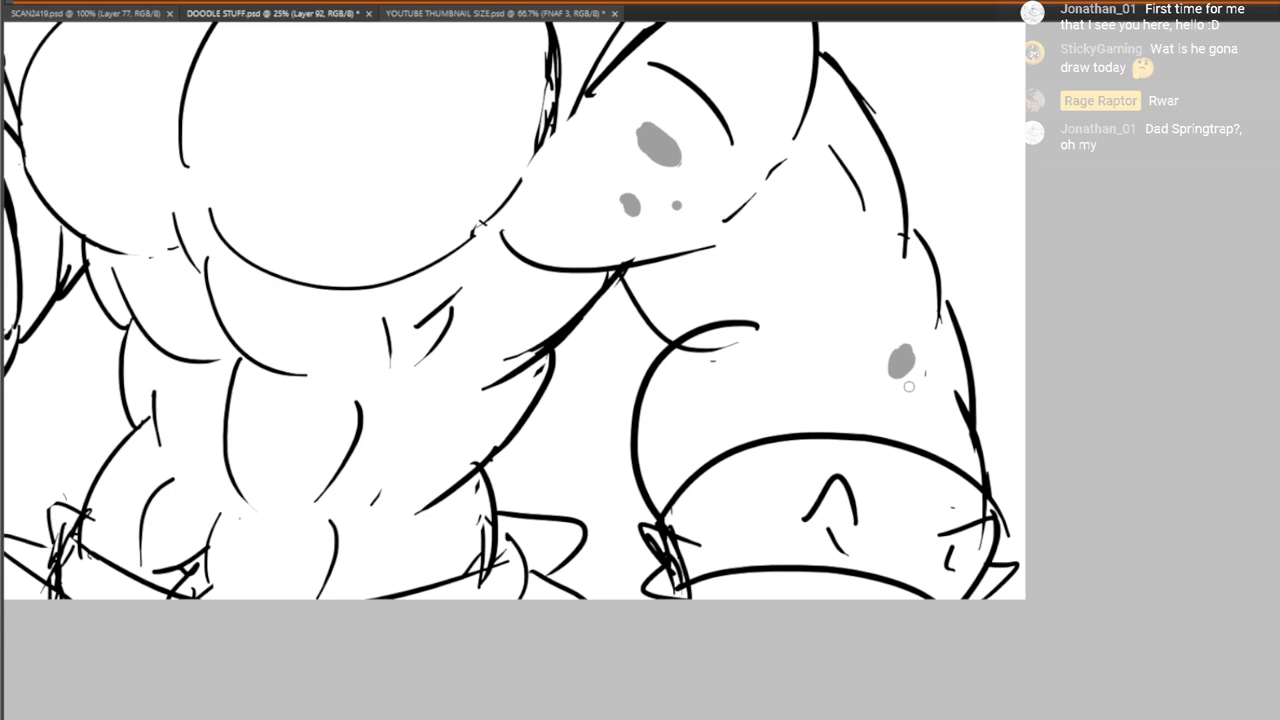 SCAN2419.psd @ 100% (Layer 77, RGB/8) ×
DOODLE STUFF.psd @ 25% (Layer 92, RGB/8) * ×
YOUTUBE THUMBNAIL SIZE.psd @ 66.7% (FNAF 3, RGB/8) * ×
Jonathan_01 First time for me
that I see you here, hello :D
StickyGaming Wat is he gona
draw today 🤔
Rage Raptor Rwar
Jonathan_01 Dad Springtrap?,
oh my